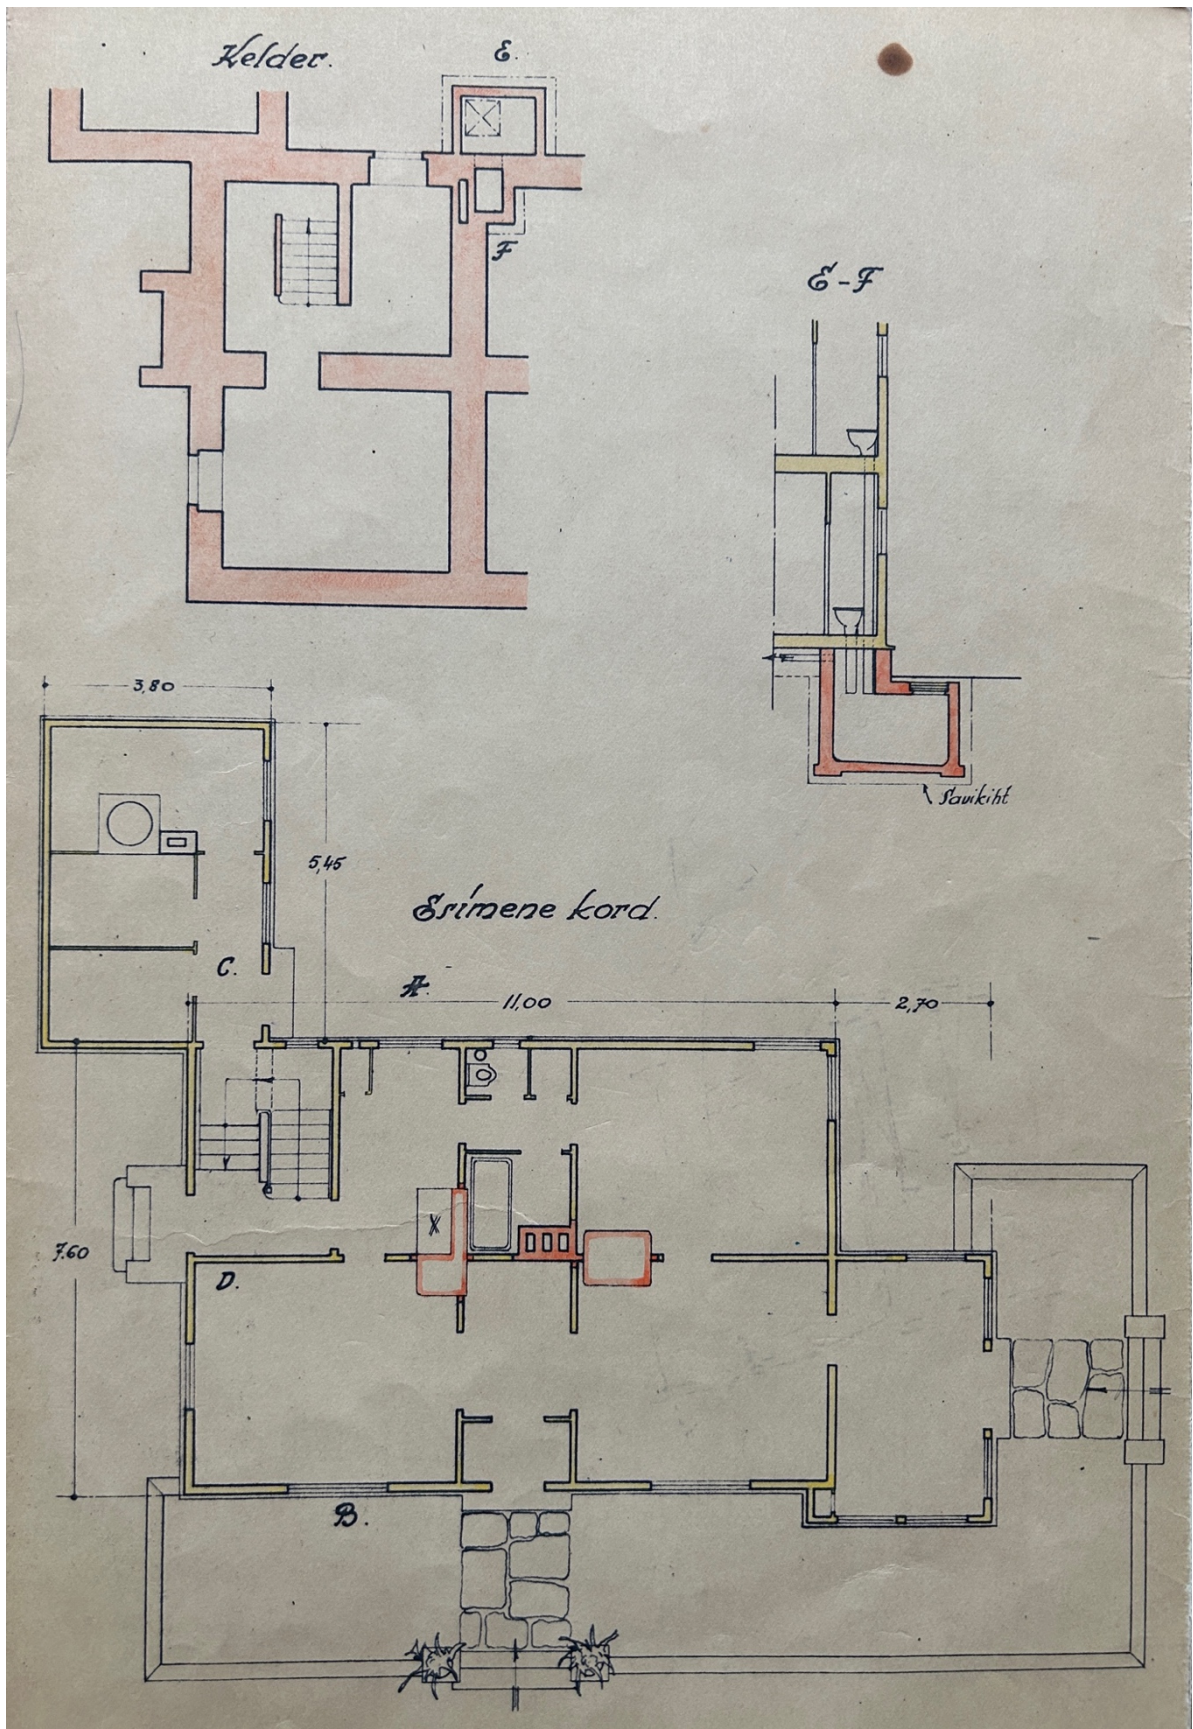 Kelder.
E.
F
E-F
Savikiht
3,80
5,45
Esimene kord.
C.
A.
11,00
2,70
7.60
D.
B.